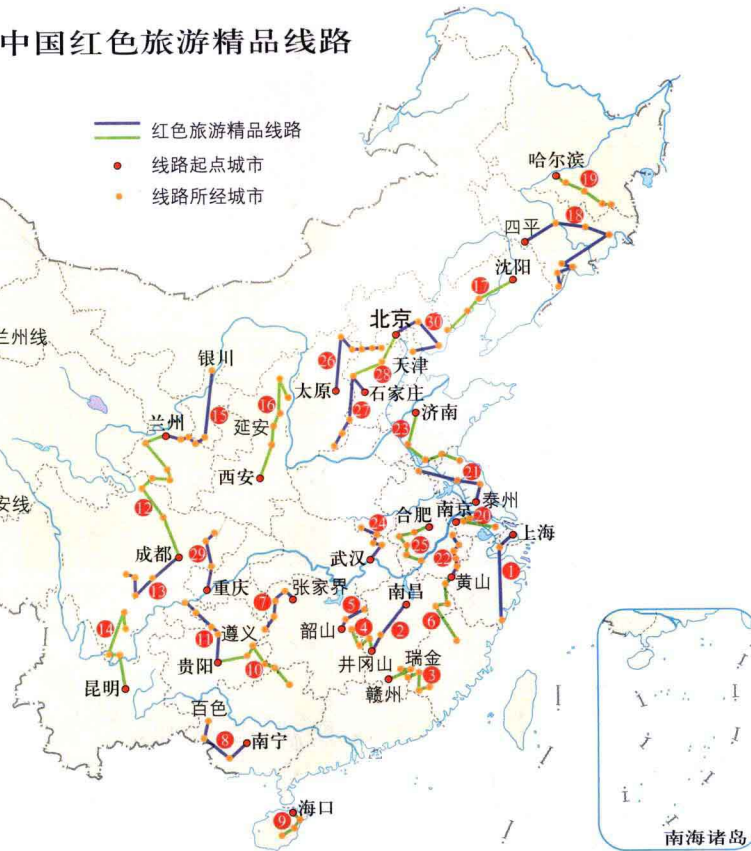 中国红色旅游精品线路
红色旅游精品线路
线路起点城市
线路所经城市
哈尔滨
19
18
四平
沈阳
17
北京
30
兰州线
天津
银川
26
28
太原
石家庄
16
27
济南
兰州
15
延安
23
西安
21
安线
泰州
12
南京
合肥
20
24
上海
成都
29
武汉
25
22
1
13
重庆
张家界
黄山
7
南昌
5
6
14
11
遵义
韶山
4
2
贵阳
10
井冈山
瑞金
3
昆明
赣州
百色
8
南宁
海口
9
南海诸岛